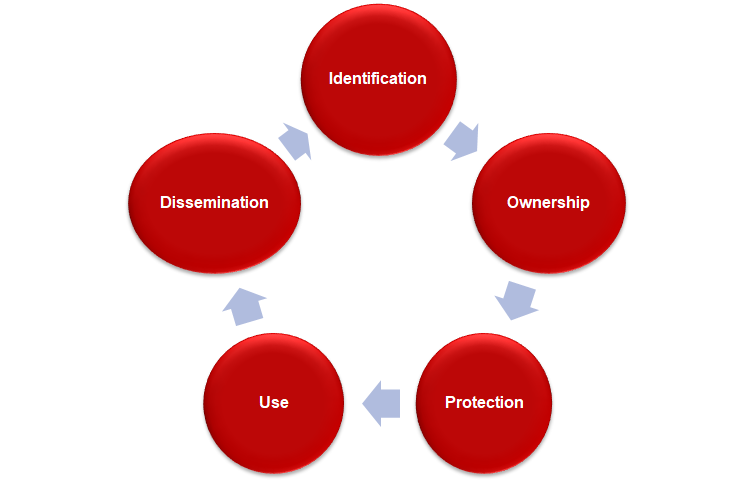 Identification
Ownership
Protection
Use
Dissemination